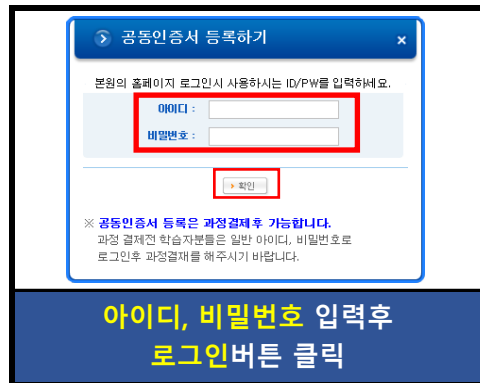 공동인증서 등록하기
×
본원의 홈페이지 로그인시 사용하시는 ID/PW를 입력하세요.
아이디 :
비밀번호 :
확인
※ 공동인증서 등록은 과정결제후 가능합니다.
과정 결제전 학습자분들은 일반 아이디, 비밀번호로
로그인후 과정결재를 해주시기 바랍니다.
아이디, 비밀번호 입력후
로그인버튼 클릭